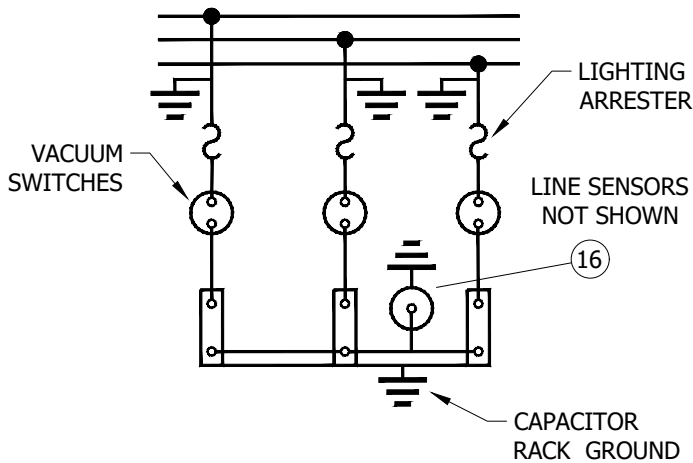 LIGHTING
ARRESTER
VACUUM
SWITCHES
LINE SENSORS
NOT SHOWN
16
CAPACITOR
RACK GROUND